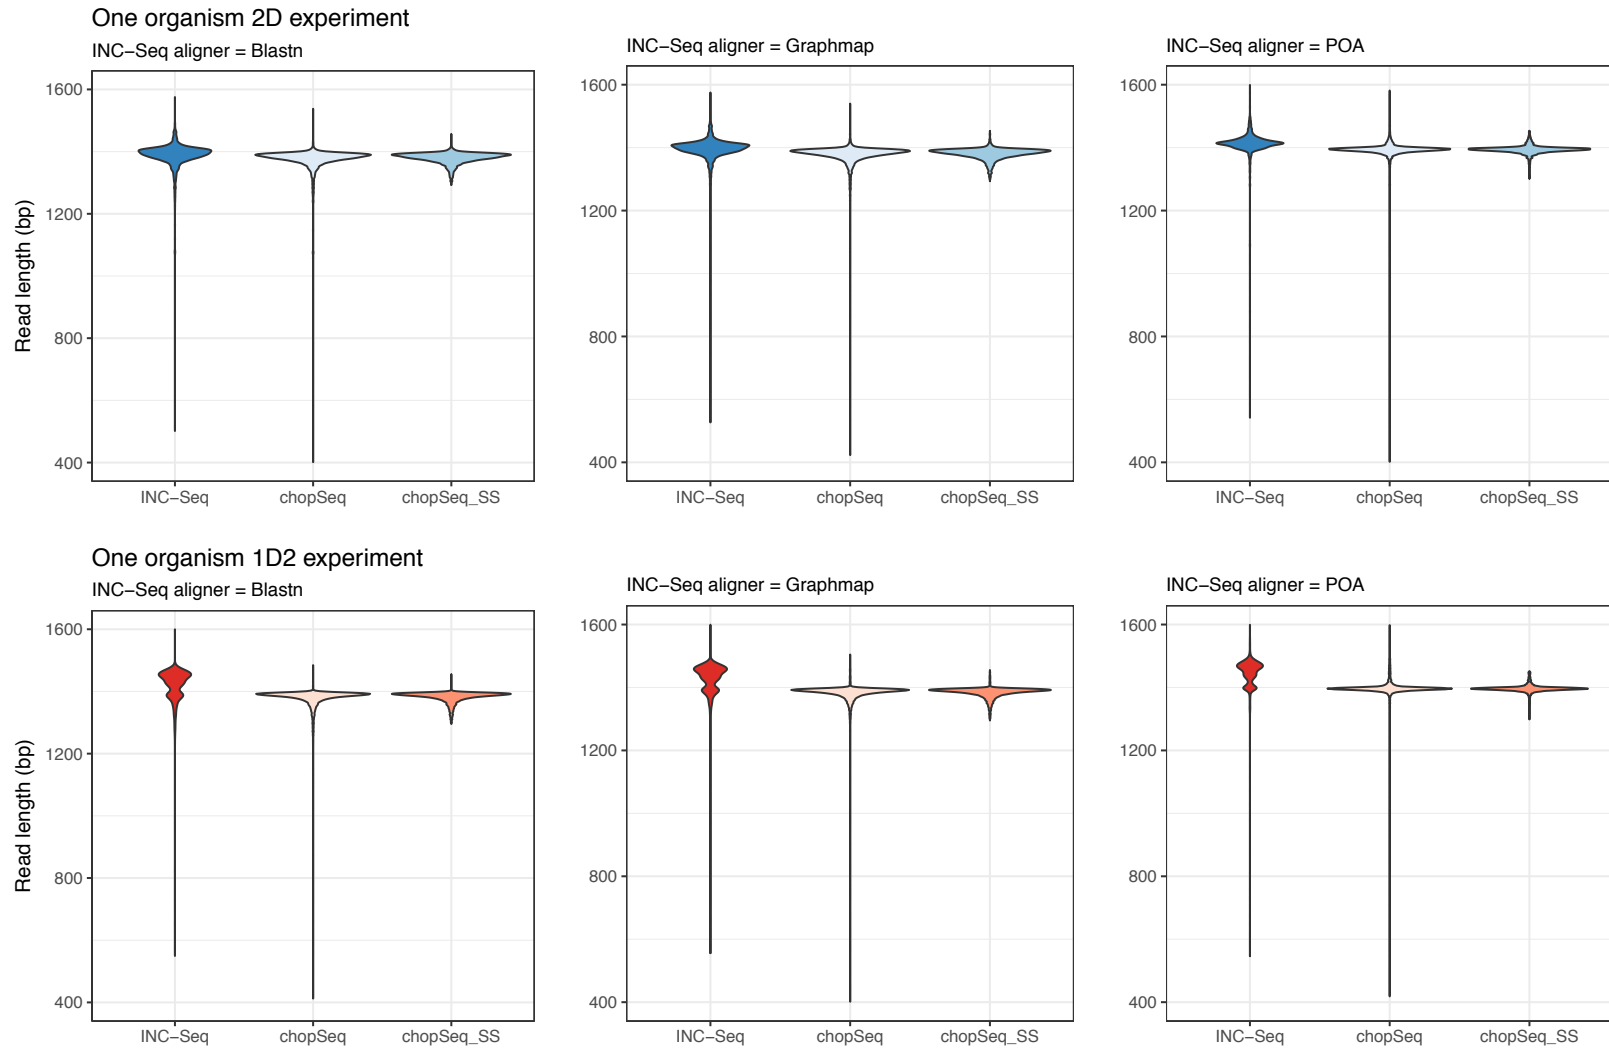 One organism 2D experiment
INC−Seq aligner = Blastn
INC−Seq aligner = Graphmap
INC−Seq aligner = POA
Read length (bp)
1600
1200
800
400
INC−Seq chopSeq chopSeq_SS
1600
1200
800
400
INC−Seq chopSeq chopSeq_SS
1600
1200
800
400
INC−Seq chopSeq chopSeq_SS
One organism 1D2 experiment
INC−Seq aligner = Blastn
INC−Seq aligner = Graphmap
INC−Seq aligner = POA
Read length (bp)
1600
1200
800
400
INC−Seq chopSeq chopSeq_SS
1600
1200
800
400
INC−Seq chopSeq chopSeq_SS
1600
1200
800
400
INC−Seq chopSeq chopSeq_SS